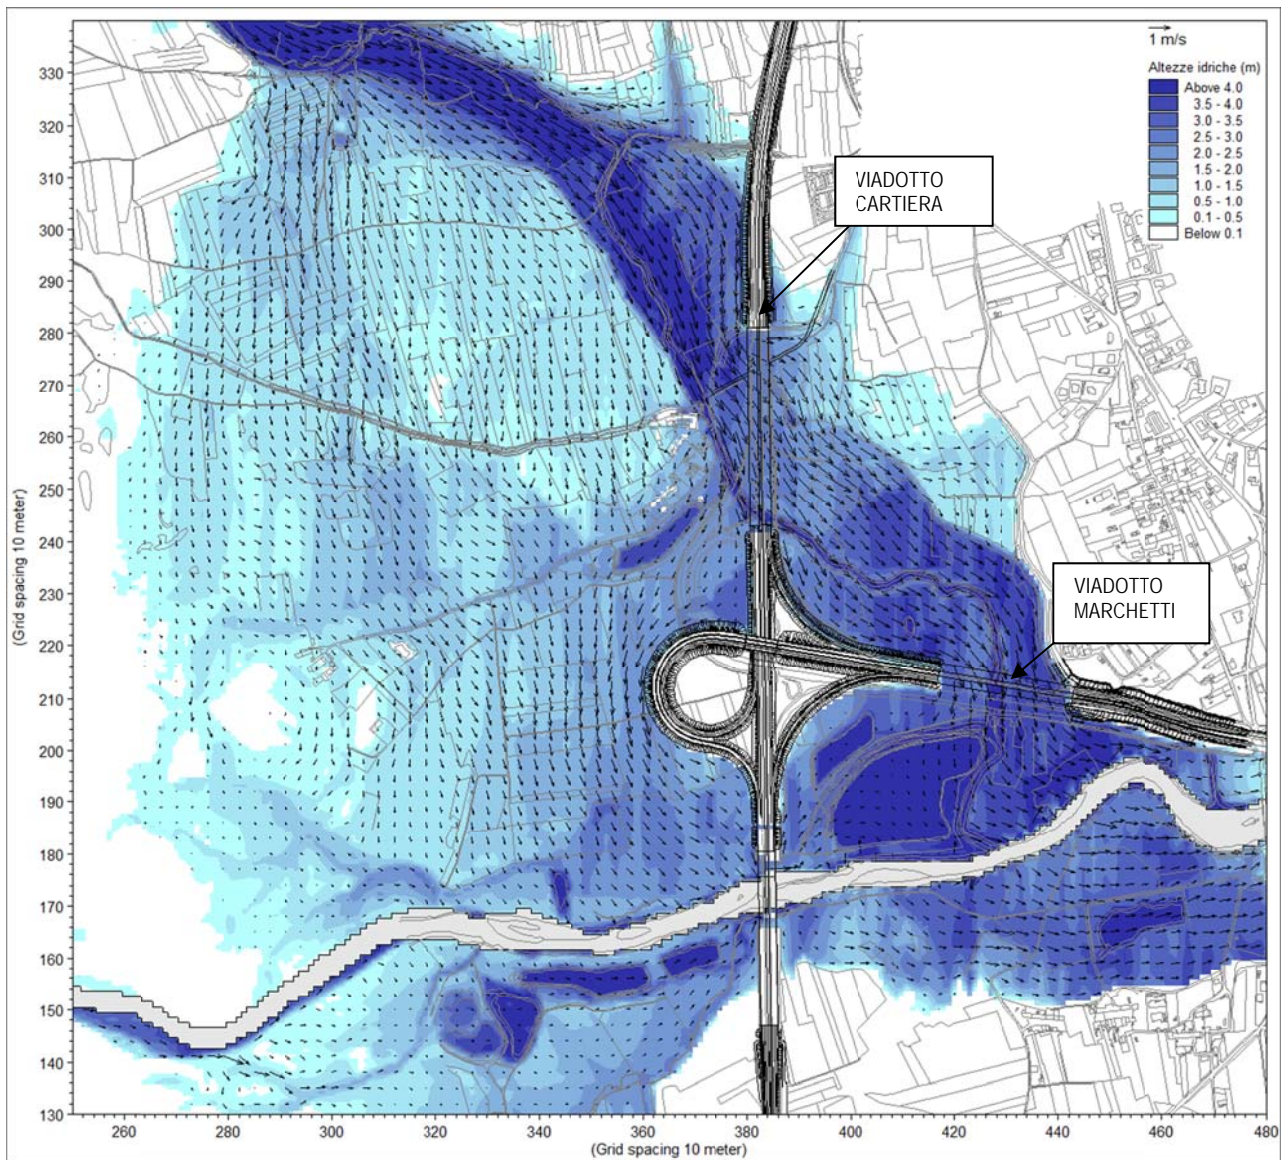 1 m/s
Altezze idriche (m)
Above 4.0
3.5 - 4.0
3.0 - 3.5
2.5 - 3.0
2.0 - 2.5
1.5 - 2.0
1.0 - 1.5
0.5 - 1.0
0.1 - 0.5
Below 0.1
VIADOTTO
CARTIERA
VIADOTTO
MARCHETTI
(Grid spacing 10 meter)
330
320
310
300
290
280
270
260
250
240
230
220
210
200
190
180
170
160
150
140
130
260 280 300 320 340 360 380 400 420 440 460 480
(Grid spacing 10 meter)